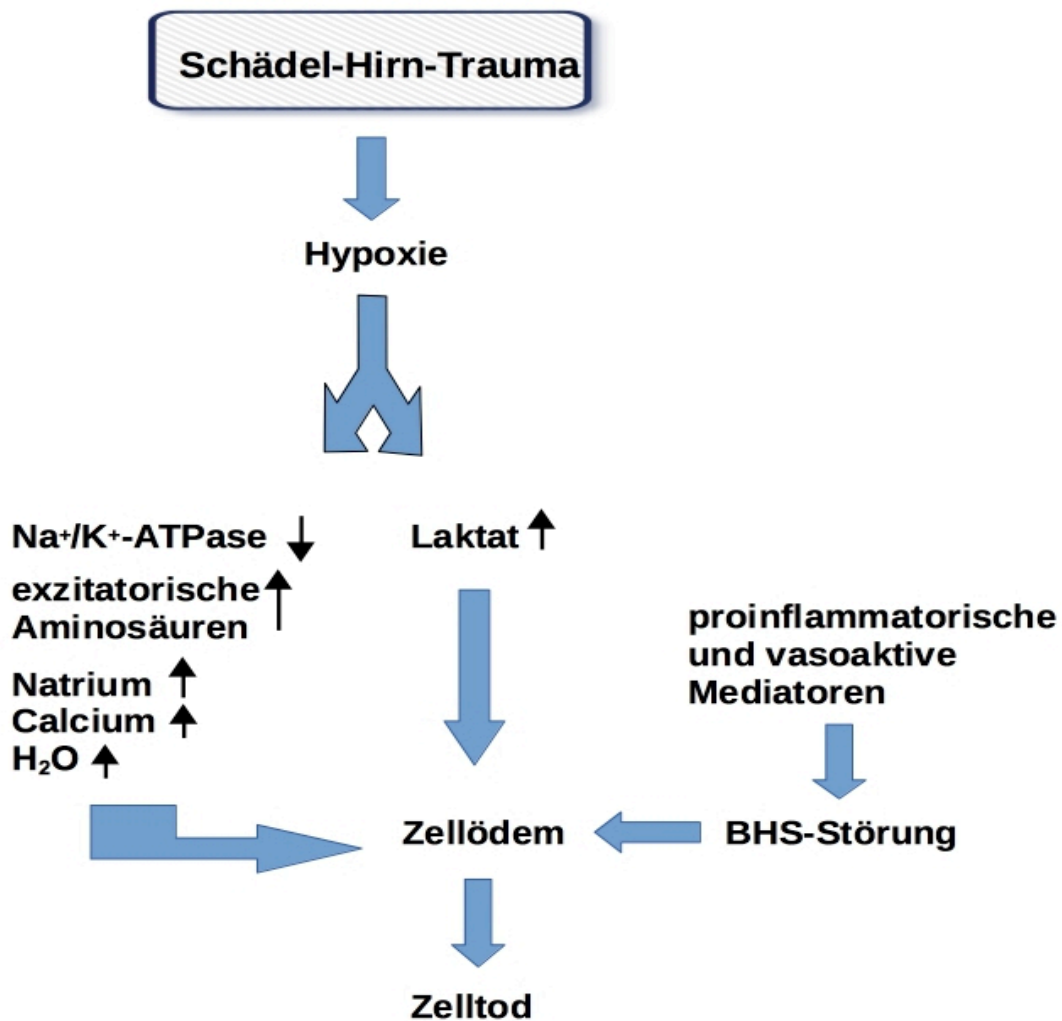 Schädel-Hirn-Trauma
Hypoxie
Na+/K+-ATPase
exzitatorische
Aminosäuren
Natrium
Calcium
H₂O
Laktat
proinflammatorische
und vasoaktive
Mediatoren
Zellödem
BHS-Störung
Zelltod